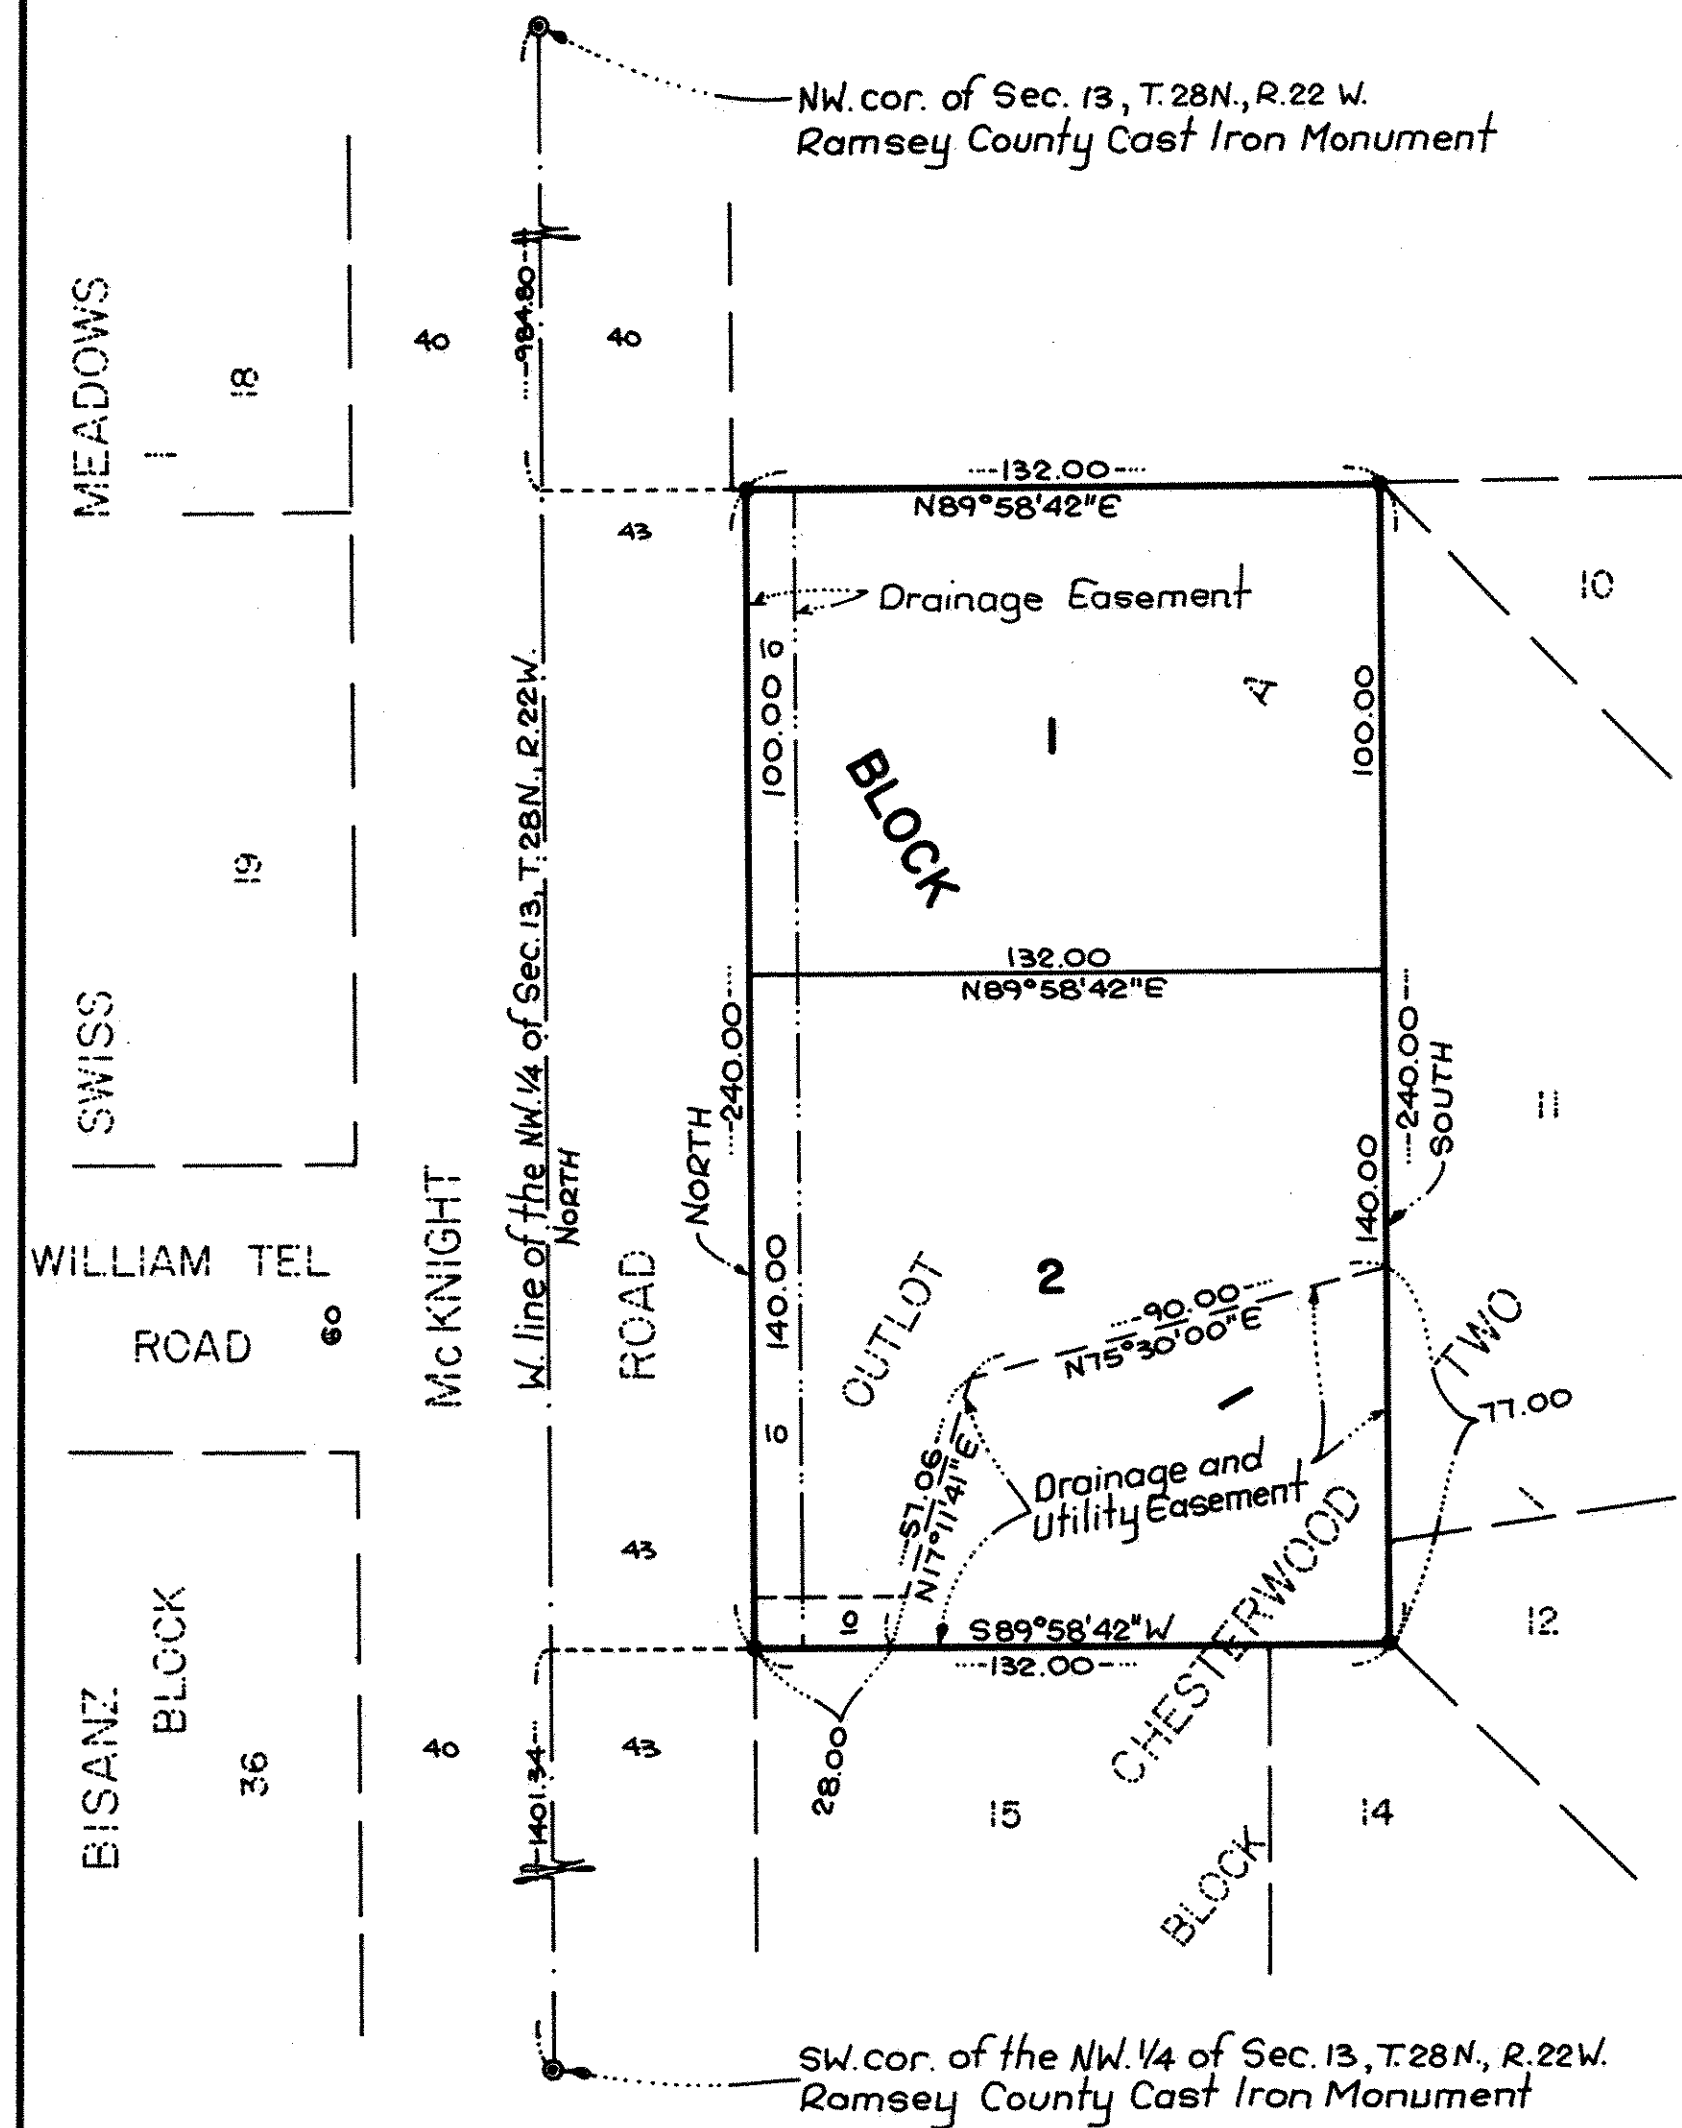 NW. cor. of Sec. 13, T. 28N., R. 22 W.
Ramsey County Cast Iron Monument
MEADOWS
1
18
40
984.80
40
132.00
N89°58'42"E
43
10
Drainage Easement
10
100.00
A
1
100.00
BLOCK
19
W. line of the NW. 1/4 of Sec. 13, T. 28N., R. 22W.
NORTH
132.00
N89°58'42"E
SWISS
240.00
NORTH
240.00
SOUTH
11
140.00
140.00
WILLIAM TEL
ROAD
60
McKNIGHT
ROAD
OUTLOT
2
90.00
N75°30'00"E
TWO
1
77.00
10
57.06
N17°11'41"E
Drainage and
Utility Easement
43
1
CHESTERWOOD
12
10
S89°58'42"W
132.00
BISANZ
BLOCK
36
40
1401.34
43
28.00
15
14
BLOCK
SW. cor. of the NW. 1/4 of Sec. 13, T. 28N., R. 22W.
Ramsey County Cast Iron Monument